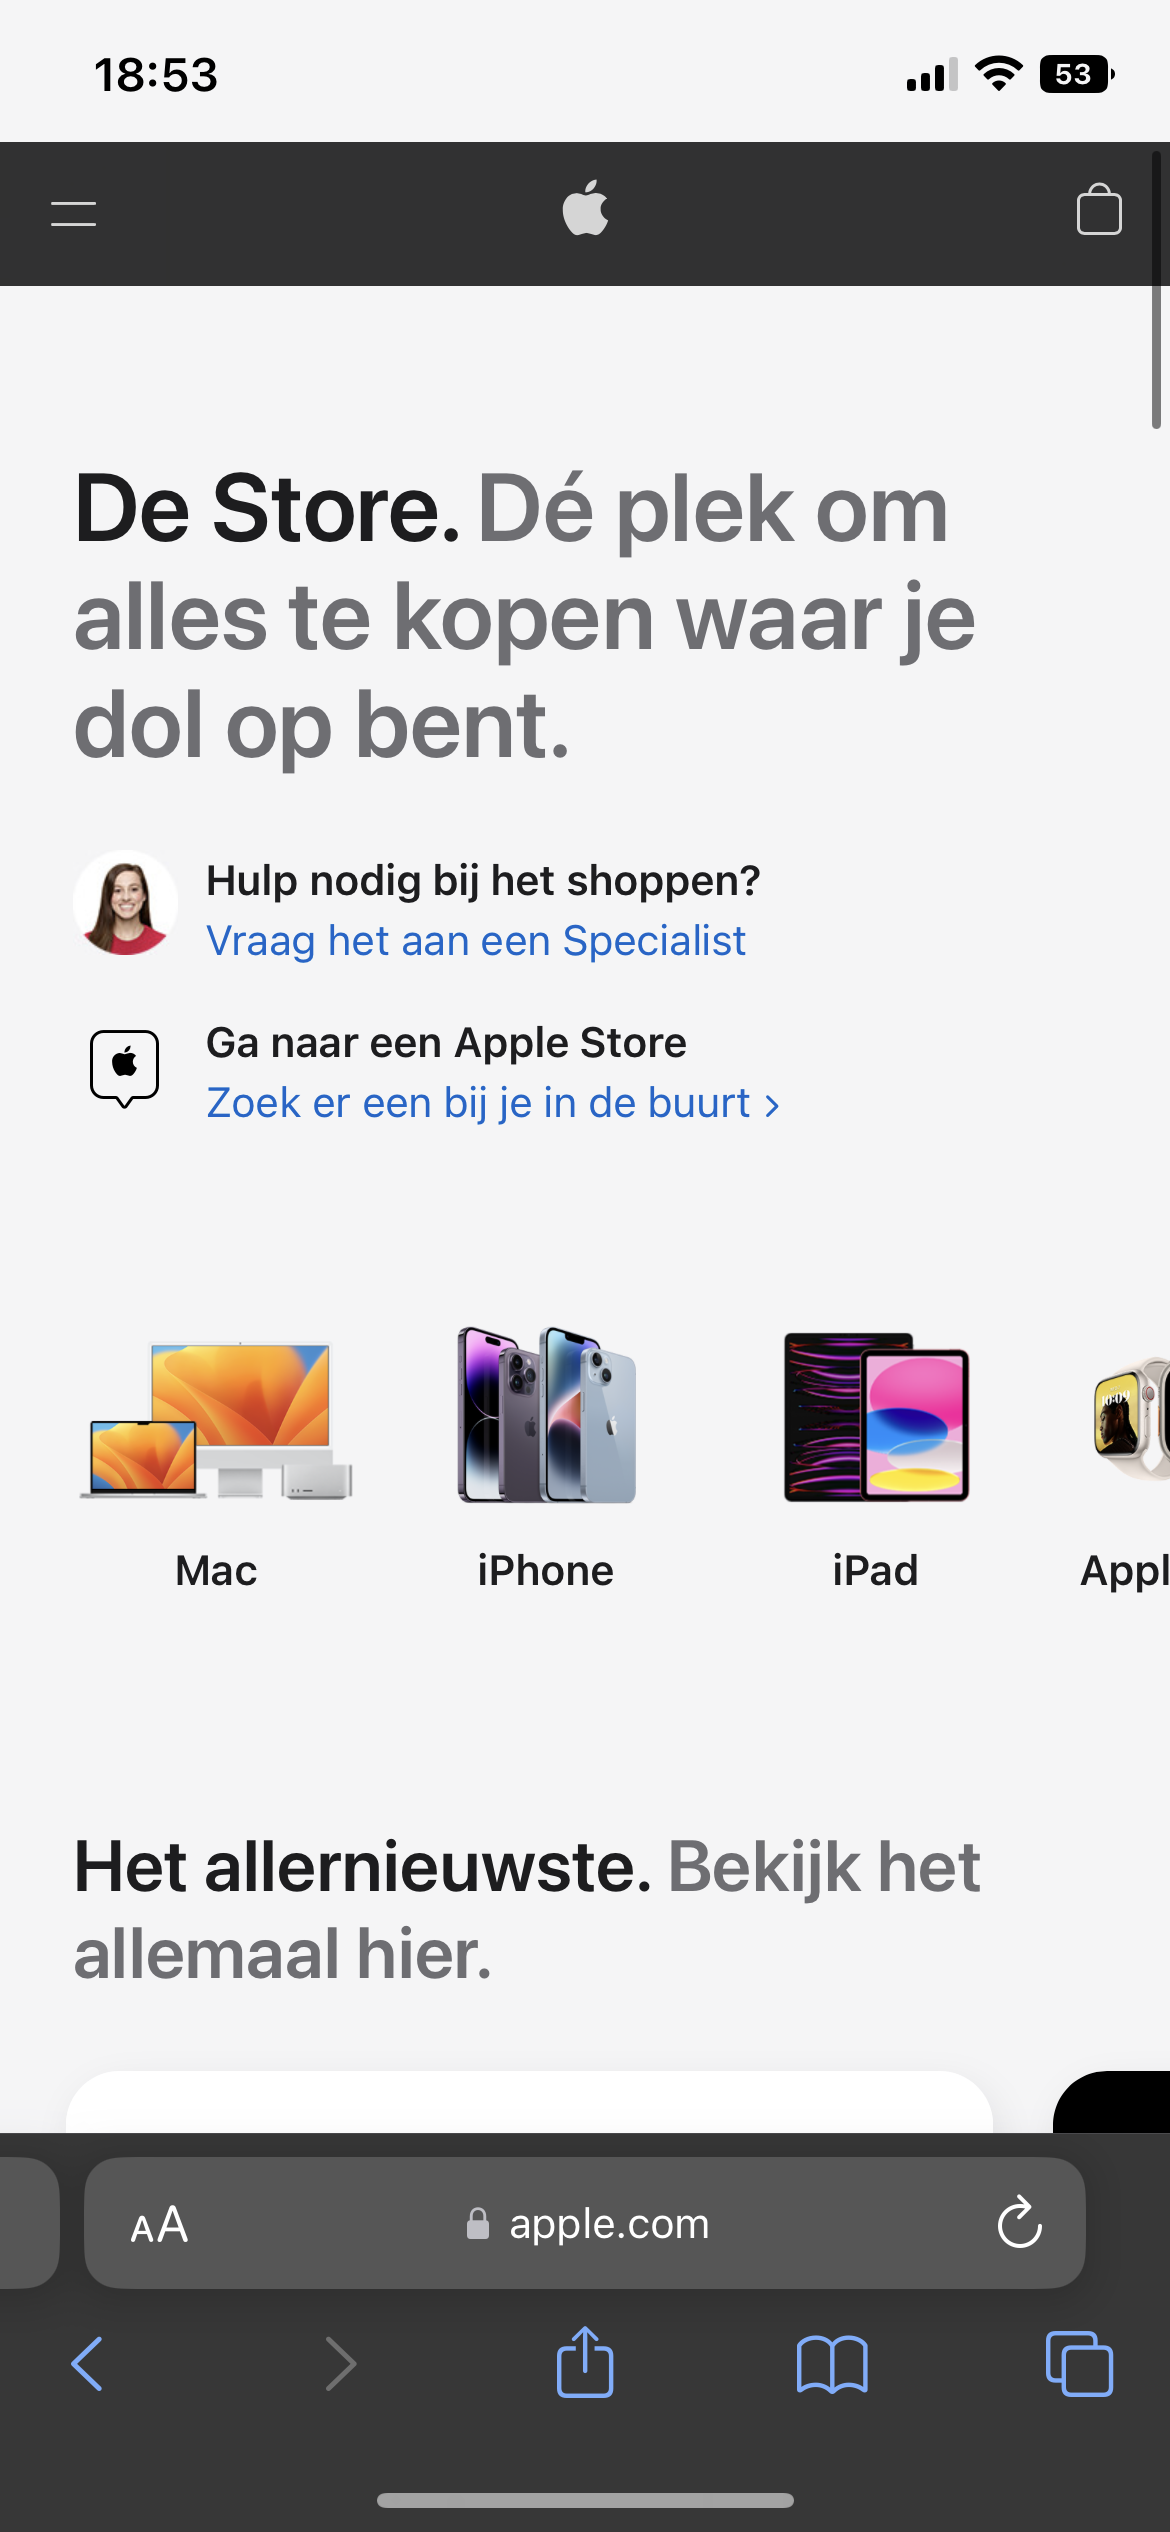 18:53
53
De Store. Dé plek om
alles te kopen waar je
dol op bent.
Hulp nodig bij het shoppen?
Vraag het aan een Specialist
Ga naar een Apple Store
Zoek er een bij je in de buurt >
10:09
Mac
iPhone
iPad
Appl
Het allernieuwste. Bekijk het
allemaal hier.
AA
apple.com